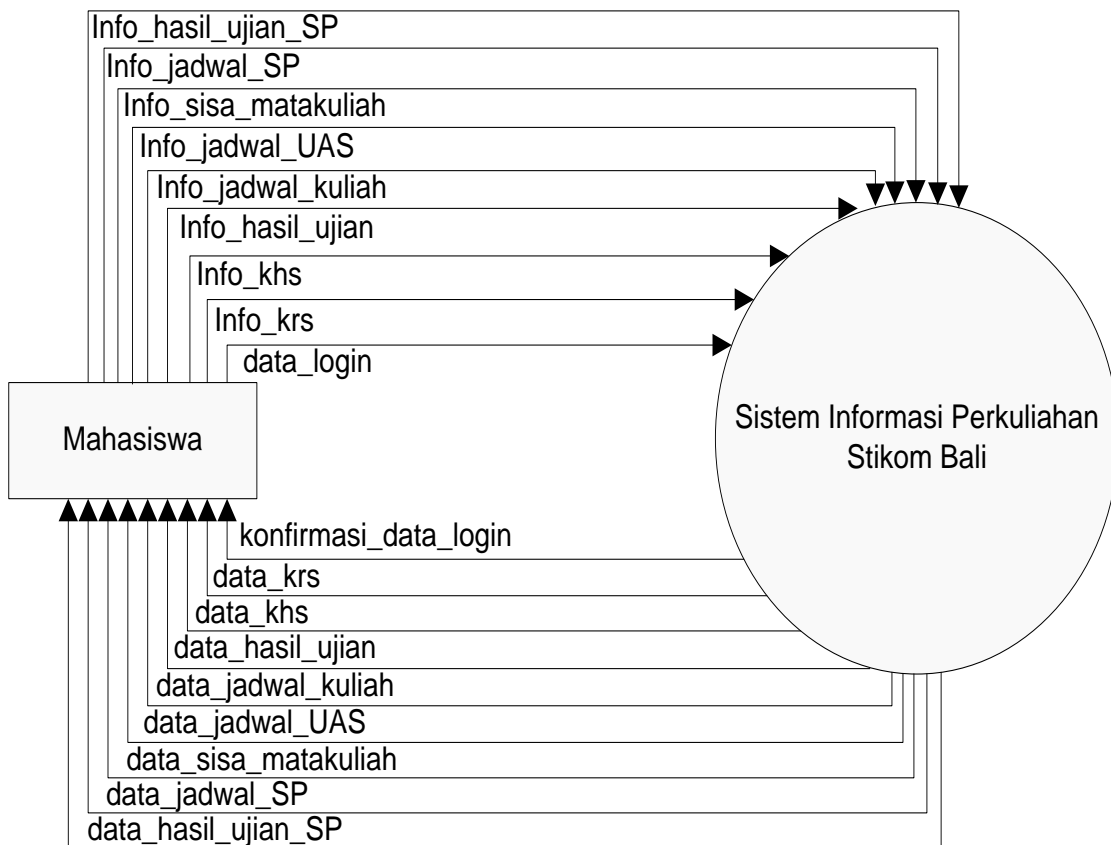 Info_hasil_ujian_SP
Info_jadwal_SP
Info_sisa_matakuliah
Info_jadwal_UAS
Info_jadwal_kuliah
Info_hasil_ujian
Info_khs
Info_krs
data_login
Mahasiswa
Sistem Informasi Perkuliahan
Stikom Bali
konfirmasi_data_login
data_krs
data_khs
data_hasil_ujian
data_jadwal_kuliah
data_jadwal_UAS
data_sisa_matakuliah
data_jadwal_SP
data_hasil_ujian_SP